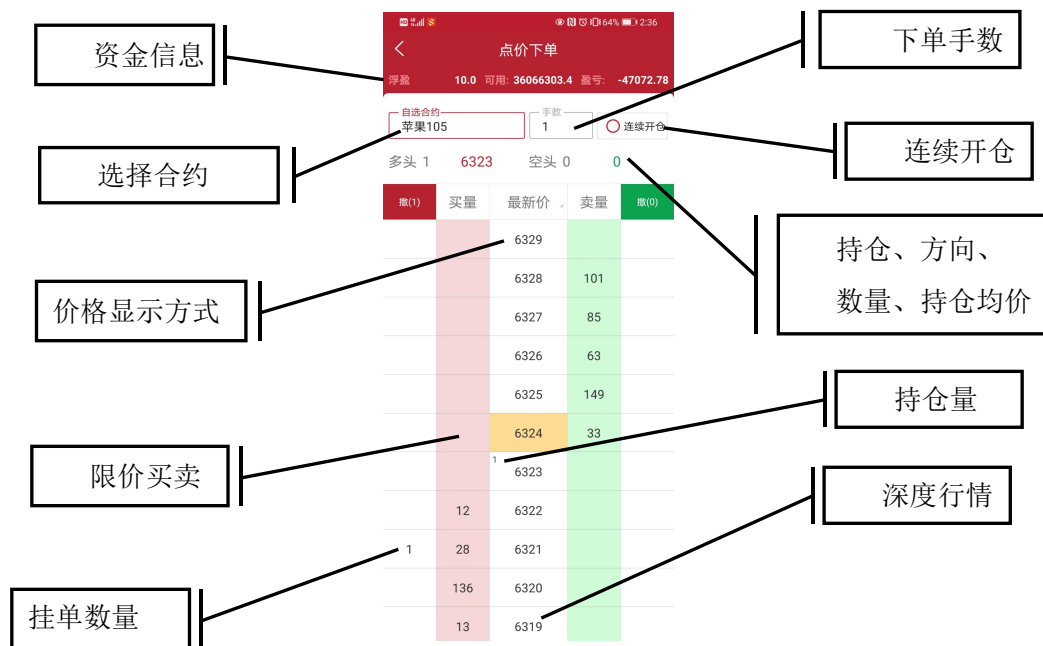 64% 2:36
点价下单
浮盈 10.0 可用: 36066303.4 盈亏: -47072.78
自选合约 手数
苹果105 1 连续开仓
多头 1 6323 空头 0 0
撤(1) 买量 最新价 卖量 撤(0)
6329
6328 101
6327 85
6326 63
6325 149
6324 33
1
6323
12 6322
1 28 6321
136 6320
13 6319
资金信息
选择合约
价格显示方式
限价买卖
挂单数量
下单手数
连续开仓
持仓、方向、
数量、持仓均价
持仓量
深度行情